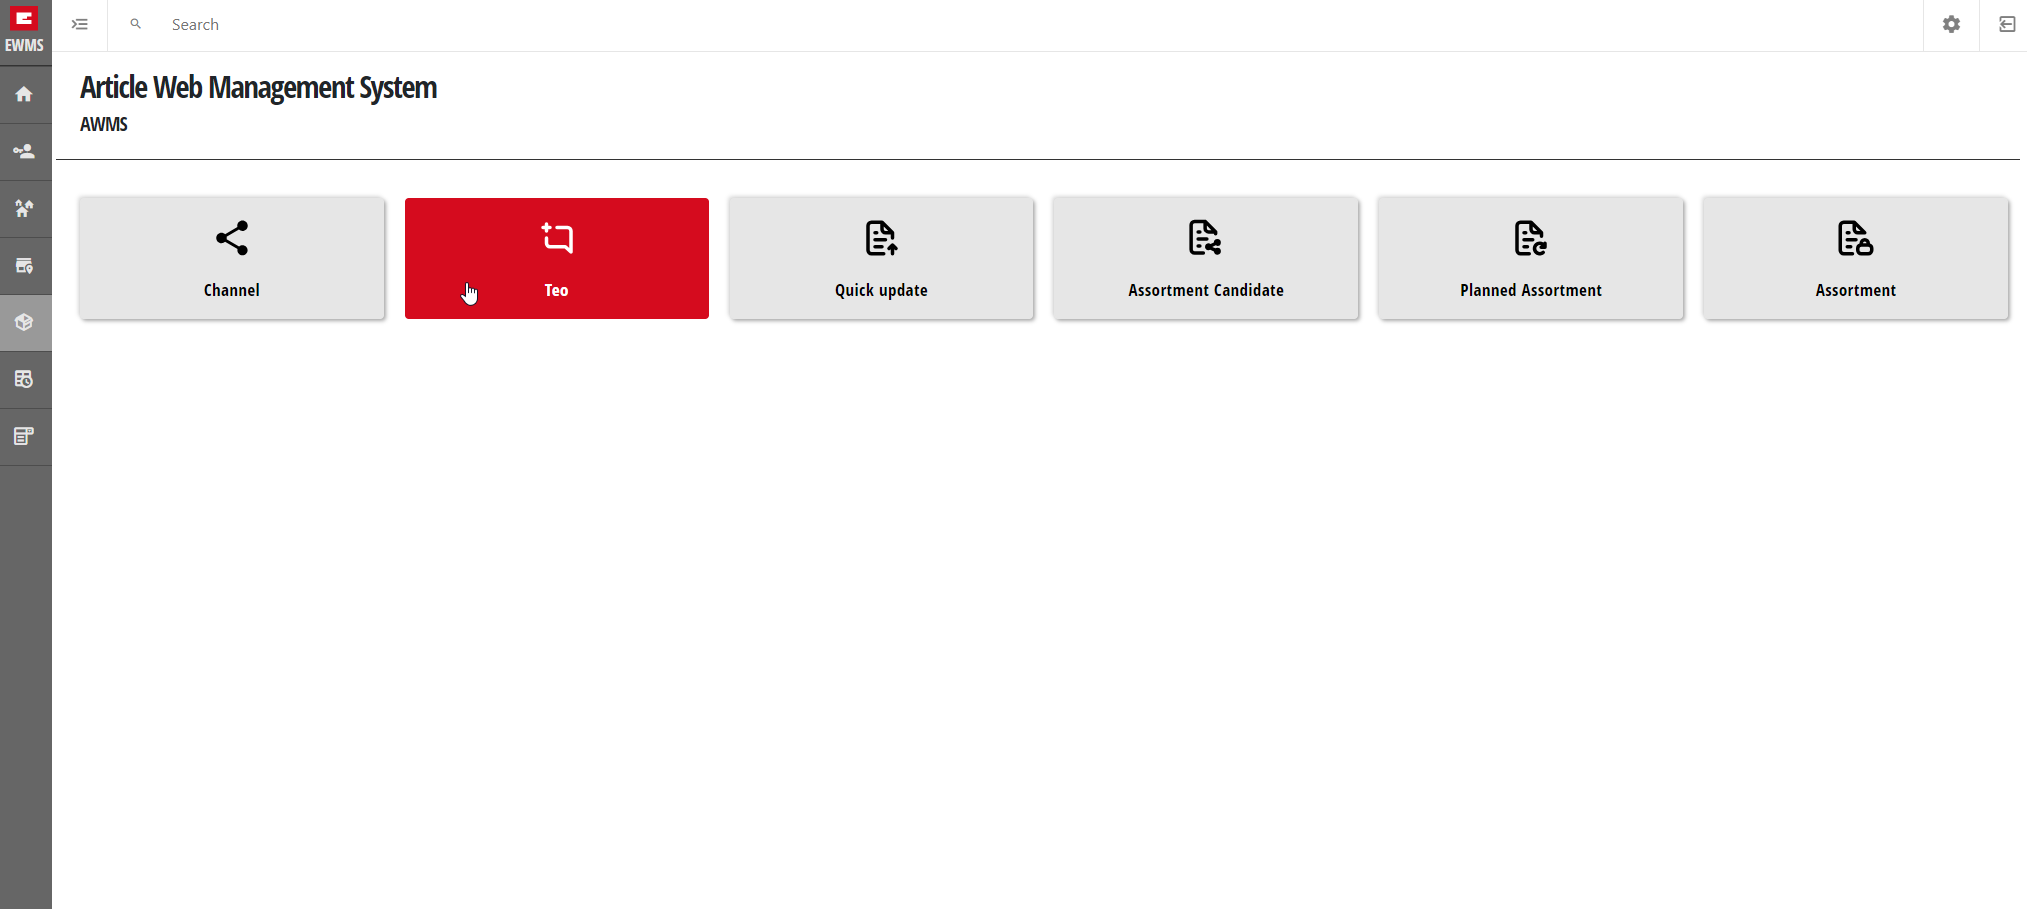 EWMS
Search
Article Web Management System
AWMS
Channel
Teo
Quick update
Assortment Candidate
Planned Assortment
Assortment